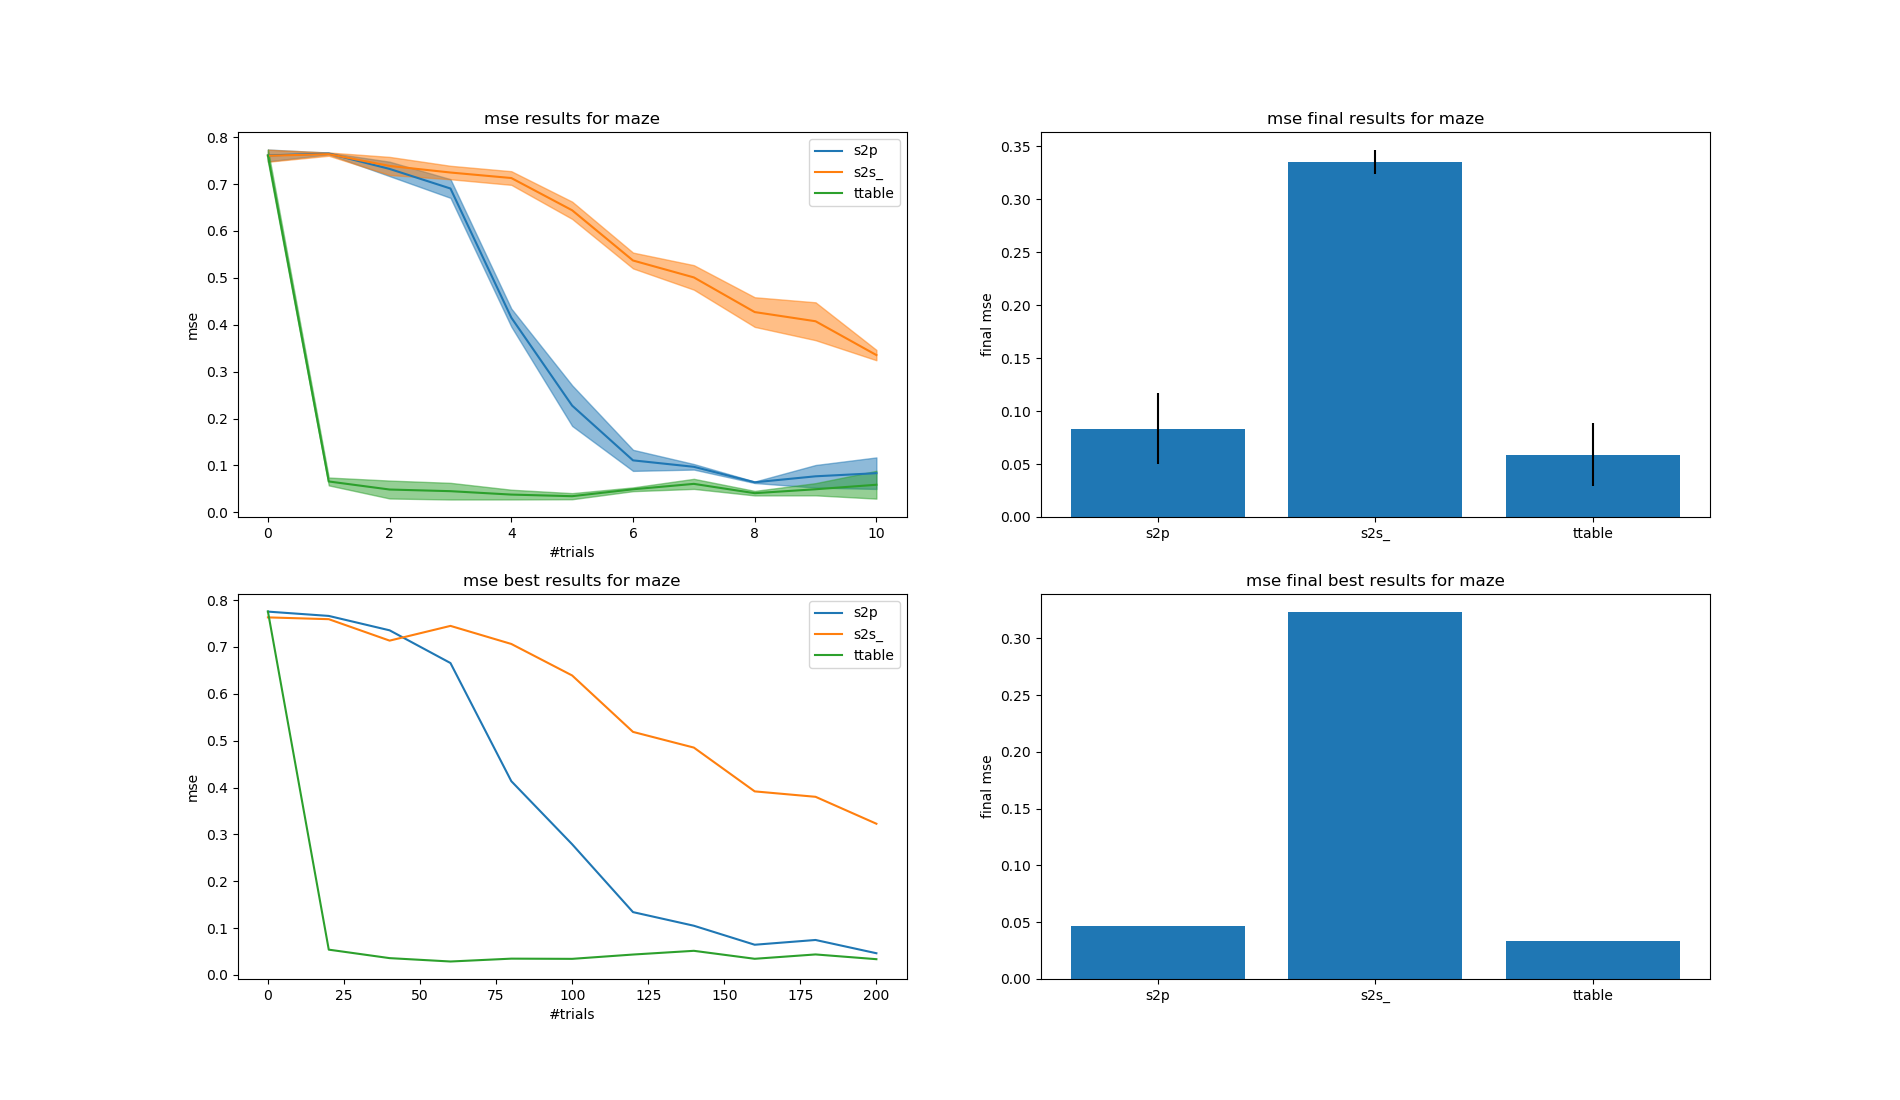 mse results for maze
0.8
0.7
0.6
0.5
0.4
0.3
0.2
0.1
0.0
mse
0 2 4 6 8 10
#trials
s2p
s2s_
ttable
mse final results for maze
0.35
0.30
0.25
0.20
0.15
0.10
0.05
0.00
final mse
s2p s2s_ ttable
mse best results for maze
0.8
0.7
0.6
0.5
0.4
0.3
0.2
0.1
0.0
mse
0 25 50 75 100 125 150 175 200
#trials
s2p
s2s_
ttable
mse final best results for maze
0.30
0.25
0.20
0.15
0.10
0.05
0.00
final mse
s2p s2s_ ttable